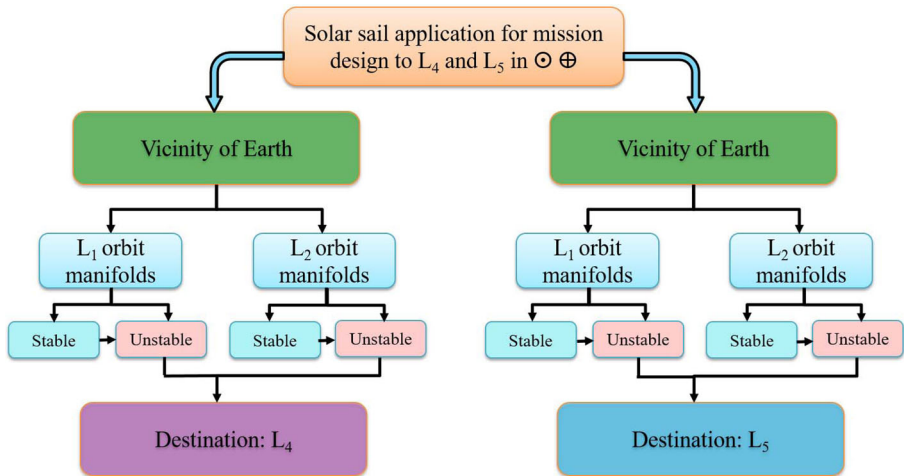 Solar sail application for mission
design to L₄ and L₅ in ⊙ ⊕
Vicinity of Earth
Vicinity of Earth
L₁ orbit
manifolds
L₂ orbit
manifolds
L₁ orbit
manifolds
L₂ orbit
manifolds
Stable
Unstable
Stable
Unstable
Stable
Unstable
Stable
Unstable
Destination: L₄
Destination: L₅